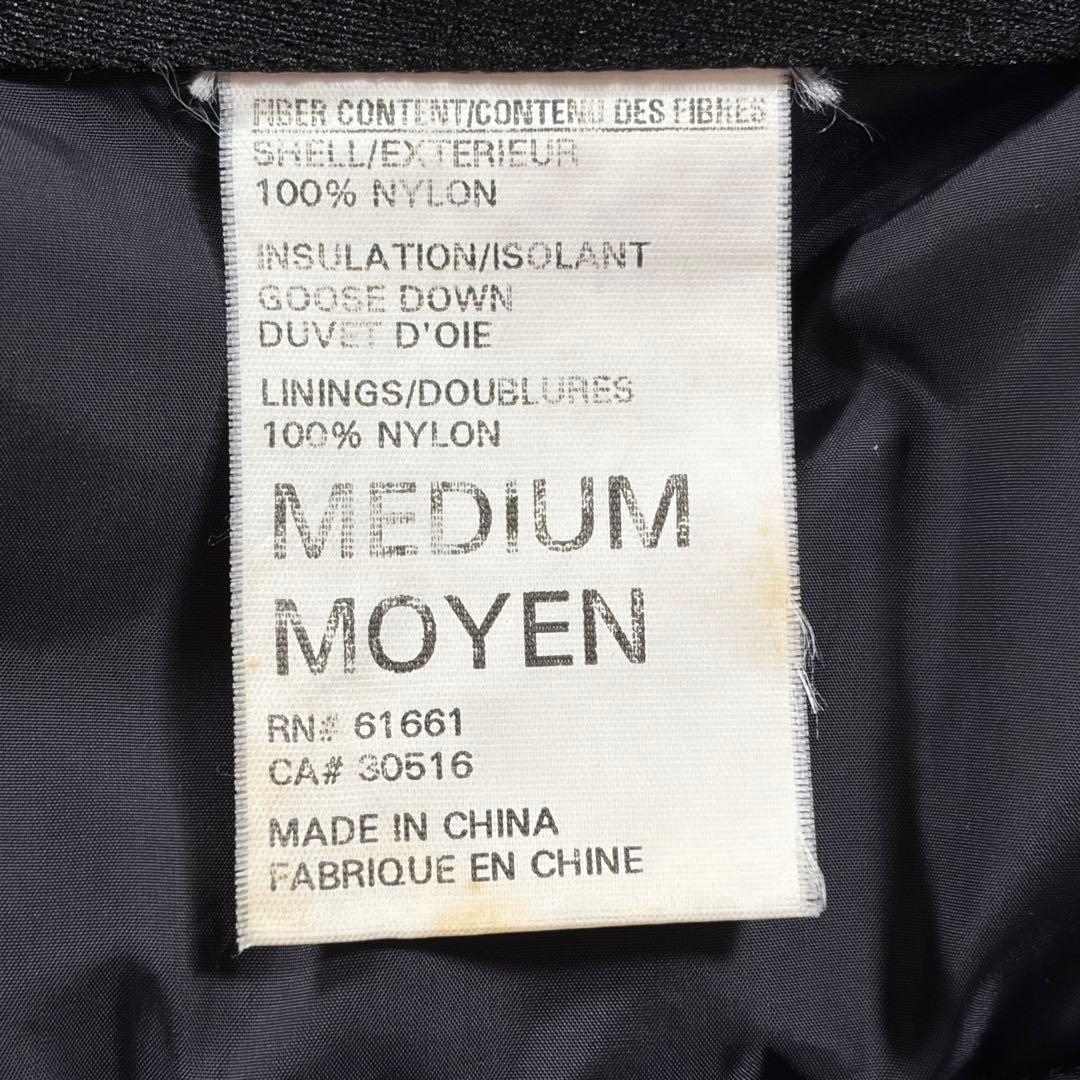 FIBER CONTENT/CONTENU DES FIBRES
SHELL/EXTERIEUR
100% NYLON
INSULATION/ISOLANT
GOOSE DOWN
DUVET D'OIE
LININGS/DOUBLURES
100% NYLON
MEDIUM
MOYEN
RN# 61661
CA# 30516
MADE IN CHINA
FABRIQUE EN CHINE